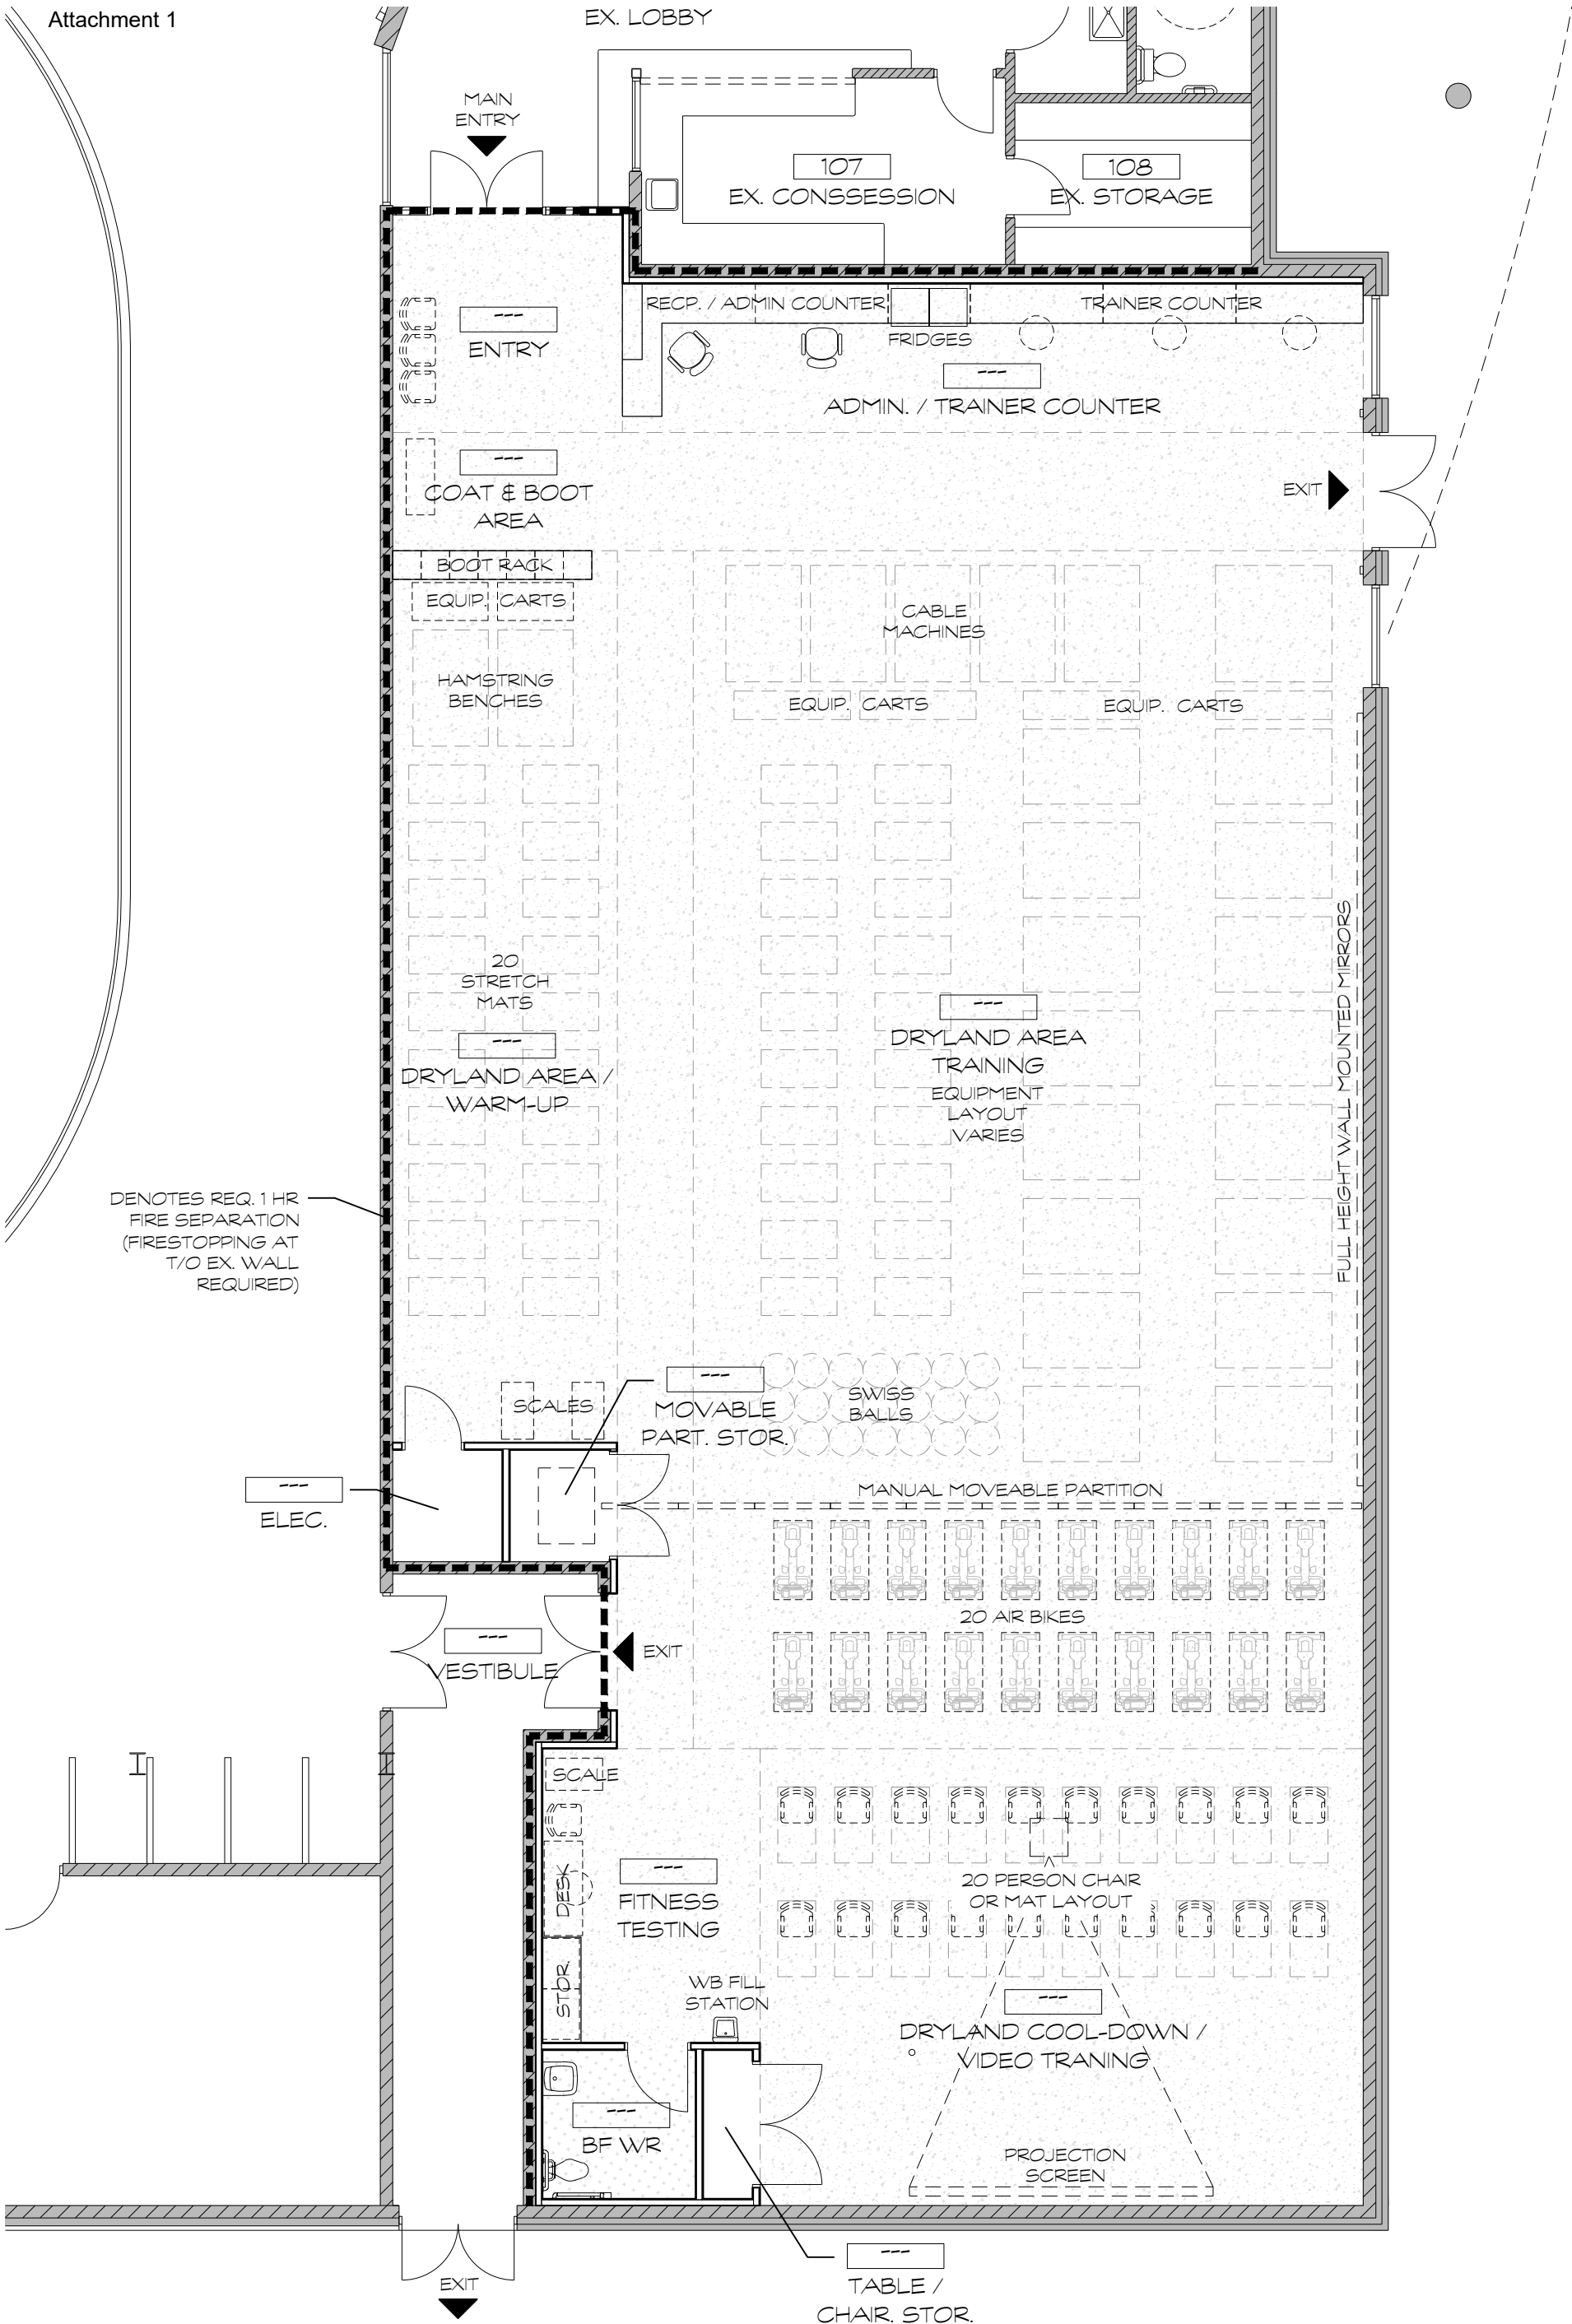 Attachment 1
EX. LOBBY
MAIN
ENTRY
107
EX. CONSSESSION
108
EX. STORAGE
RECP. / ADMIN COUNTER
TRAINER COUNTER
FRIDGES
---
ENTRY
---
ADMIN. / TRAINER COUNTER
---
COAT & BOOT
AREA
EXIT
BOOT RACK
EQUIP. CARTS
CABLE
MACHINES
HAMSTRING
BENCHES
EQUIP. CARTS
EQUIP. CARTS
FULL HEIGHT WALL MOUNTED MIRRORS
20
STRETCH
MATS
---
DRYLAND AREA /
WARM-UP
---
DRYLAND AREA
TRAINING
EQUIPMENT
LAYOUT
VARIES
DENOTES REQ. 1 HR
FIRE SEPARATION
(FIRESTOPPING AT
T/O EX. WALL
REQUIRED)
SCALES
---
MOVABLE
PART. STOR.
SWISS
BALLS
---
ELEC.
MANUAL MOVEABLE PARTITION
20 AIR BIKES
---
VESTIBULE
EXIT
SCALE
DESK
---
FITNESS
TESTING
20 PERSON CHAIR
OR MAT LAYOUT
STOR.
WB FILL
STATION
---
DRYLAND COOL-DOWN /
VIDEO TRANING
---
BF WR
PROJECTION
SCREEN
EXIT
---
TABLE /
CHAIR. STOR.